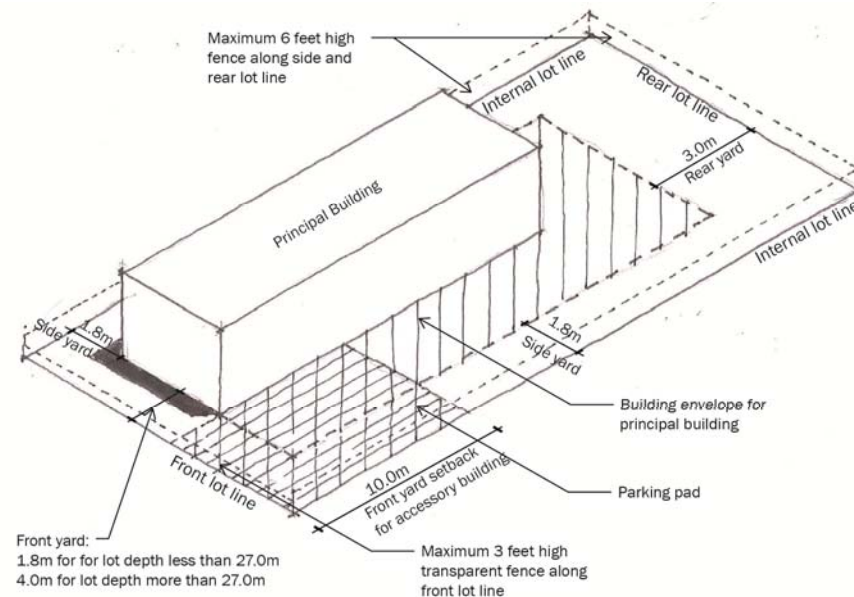 Maximum 6 feet high
fence along side and
rear lot line
Internal lot line
Rear lot line
3.0m
Rear yard
Principal Building
Internal lot line
1.8m
Side yard
1.8m
Side yard
Building envelope for
principal building
Front lot line
10.0m
Front yard setback
for accessory building
Parking pad
Front yard:
1.8m for for lot depth less than 27.0m
4.0m for lot depth more than 27.0m
Maximum 3 feet high
transparent fence along
front lot line